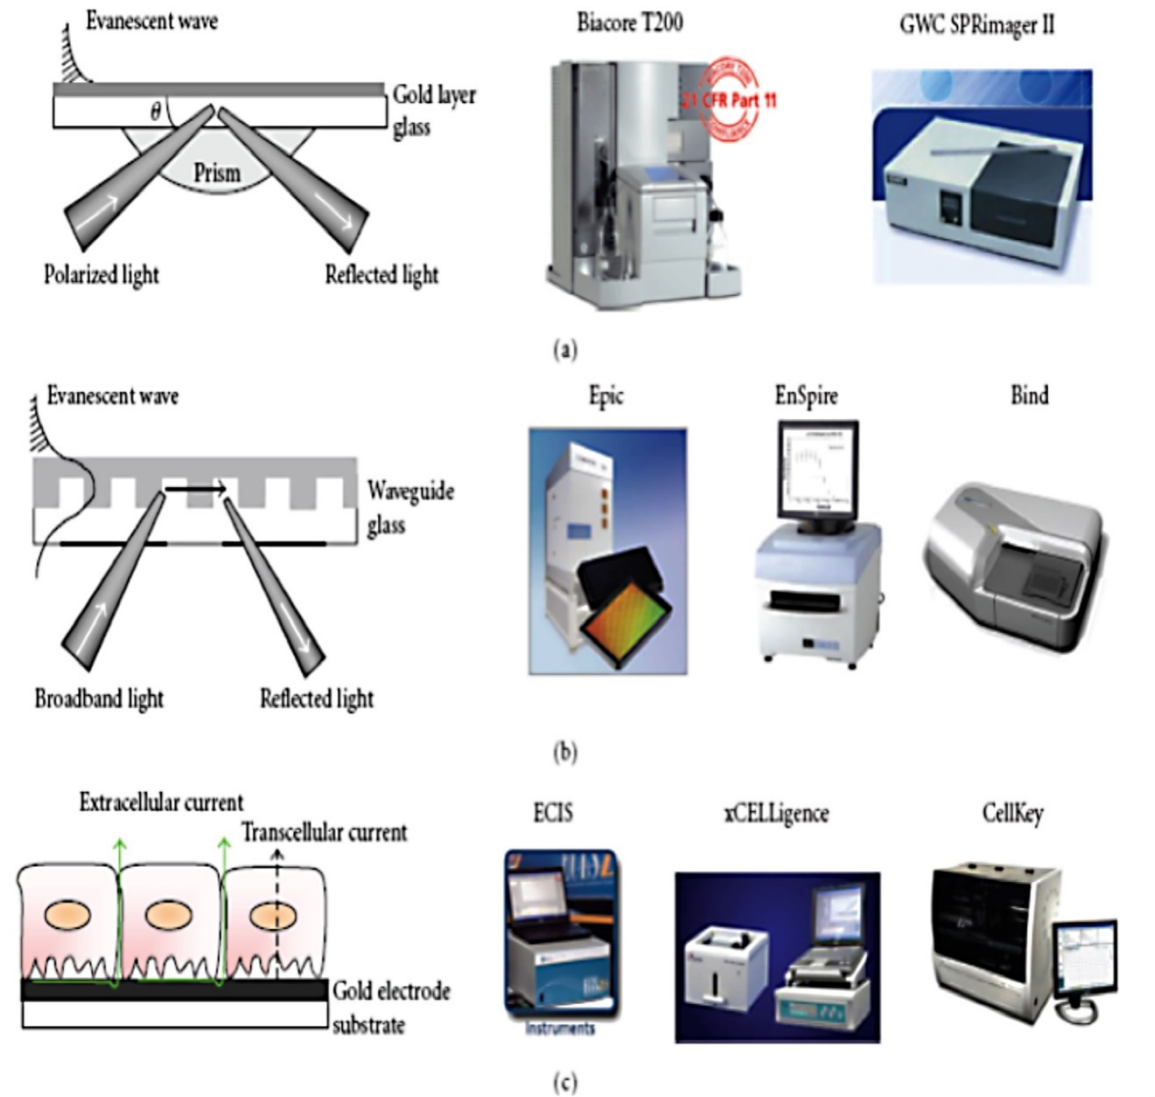 Evanescent wave
Biacore T200
GWC SPRimager II
21 CFR Part 11
Gold layer
glass
θ
Prism
Polarized light
Reflected light
(a)
Evanescent wave
Epic
EnSpire
Bind
Waveguide
glass
Broadband light
Reflected light
(b)
Extracellular current
Transcellular current
ECIS
xCELLigence
CellKey
Gold electrode
substrate
Instruments
(c)